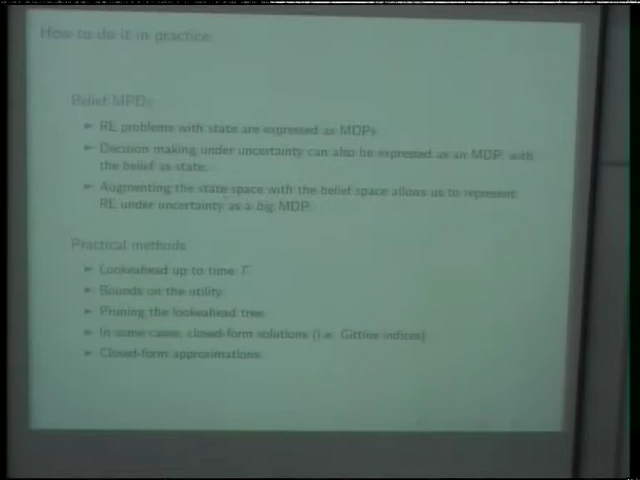 How to do it in practice
Belief MPDs
► RL problems with state are expressed as MDPs.
► Decision making under uncertainty can also be expressed as an MDP, with
the belief as state.
► Augmenting the state space with the belief space allows us to represent
RL under uncertainty as a big MDP.
Practical methods
► Lookeahead up to time T.
► Bounds on the utility.
► Pruning the lookeahead tree.
► In some cases, closed-form solutions (i.e. Gittins indices)
► Closed-form approximations.